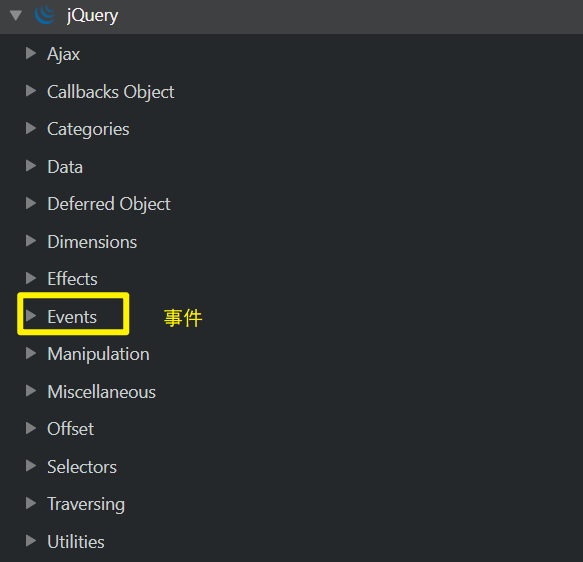 jQuery
Ajax
Callbacks Object
Categories
Data
Deferred Object
Dimensions
Effects
Events 事件
Manipulation
Miscellaneous
Offset
Selectors
Traversing
Utilities